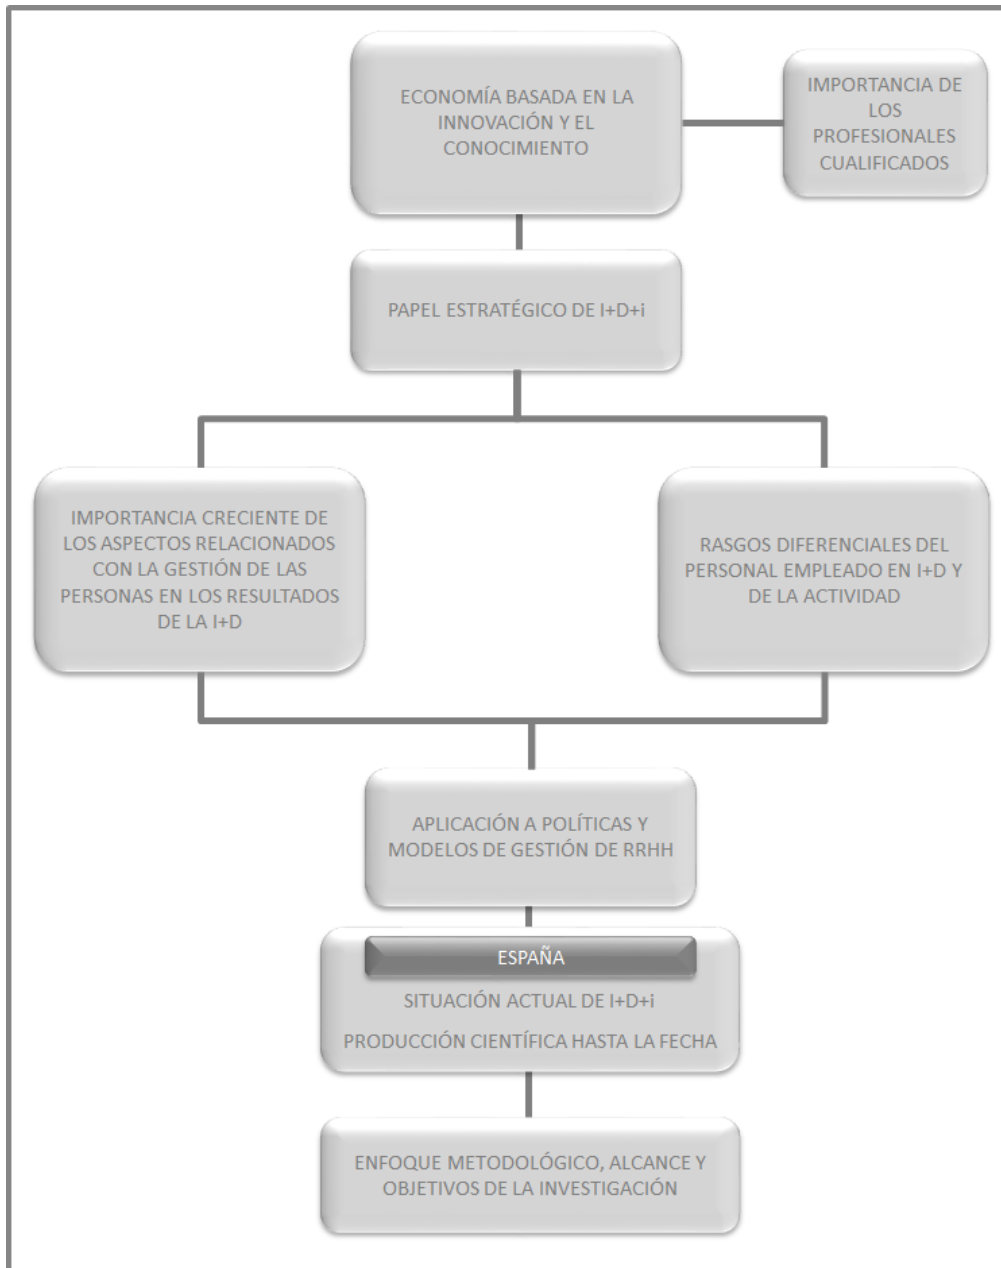 ECONOMÍA BASADA EN LA
INNOVACIÓN Y EL
CONOCIMIENTO
IMPORTANCIA DE
LOS
PROFESIONALES
CUALIFICADOS
PAPEL ESTRATÉGICO DE I+D+i
IMPORTANCIA CRECIENTE DE
LOS ASPECTOS RELACIONADOS
CON LA GESTIÓN DE LAS
PERSONAS EN LOS RESULTADOS
DE LA I+D
RASGOS DIFERENCIALES DEL
PERSONAL EMPLEADO EN I+D Y
DE LA ACTIVIDAD
APLICACIÓN A POLÍTICAS Y
MODELOS DE GESTIÓN DE RRHH
ESPAÑA
SITUACIÓN ACTUAL DE I+D+i
PRODUCCIÓN CIENTÍFICA HASTA LA FECHA
ENFOQUE METODOLÓGICO, ALCANCE Y
OBJETIVOS DE LA INVESTIGACIÓN